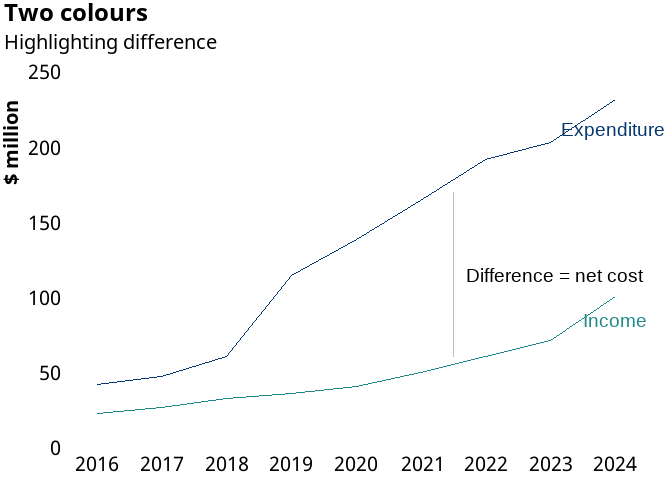 Two colours
Highlighting difference
$ million
250
200
150
100
50
0
Expenditure
Difference = net cost
Income
2016 2017 2018 2019 2020 2021 2022 2023 2024